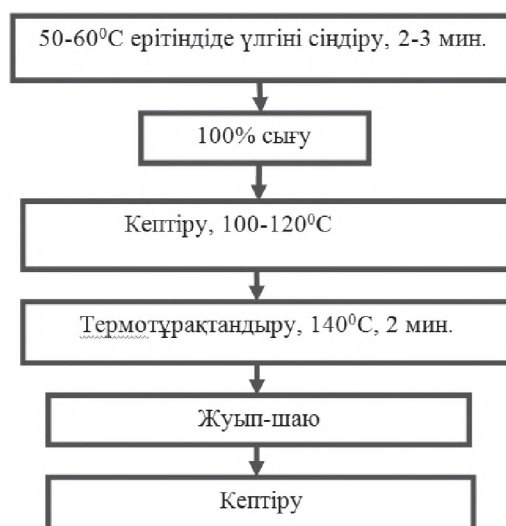 50-60⁰С ерітіндіде үлгіні сіңдіру, 2-3 мин.
100% сығу
Кептіру, 100-120⁰С
Термотұрақтандыру, 140⁰С, 2 мин.
Жуып-шаю
Кептіру